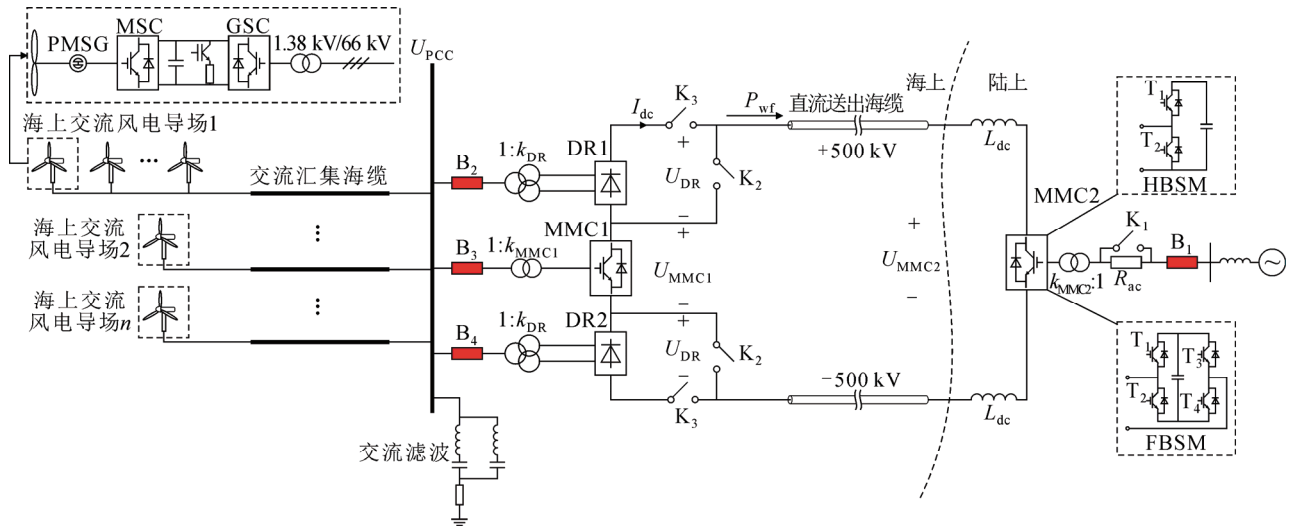 MSC
GSC
PMSG
1.38 kV/66 kV
U_PCC
海上交流风电导场1
交流汇集海缆
海上交流
风电导场2
海上交流
风电导场n
B₂
1:k_DR
DR1
I_dc
K₃
P_wf
直流送出海缆
海上
陆上
+
U_DR
−
K₂
+500 kV
L_dc
B₃
1:k_MMC1
MMC1
+
U_MMC1
−
+
U_MMC2
−
MMC2
T₁
T₂
HBSM
K₁
B₁
k_MMC2:1
R_ac
B₄
1:k_DR
DR2
+
U_DR
−
K₂
K₃
−500 kV
L_dc
T₁
T₃
T₂
T₄
FBSM
交流滤波